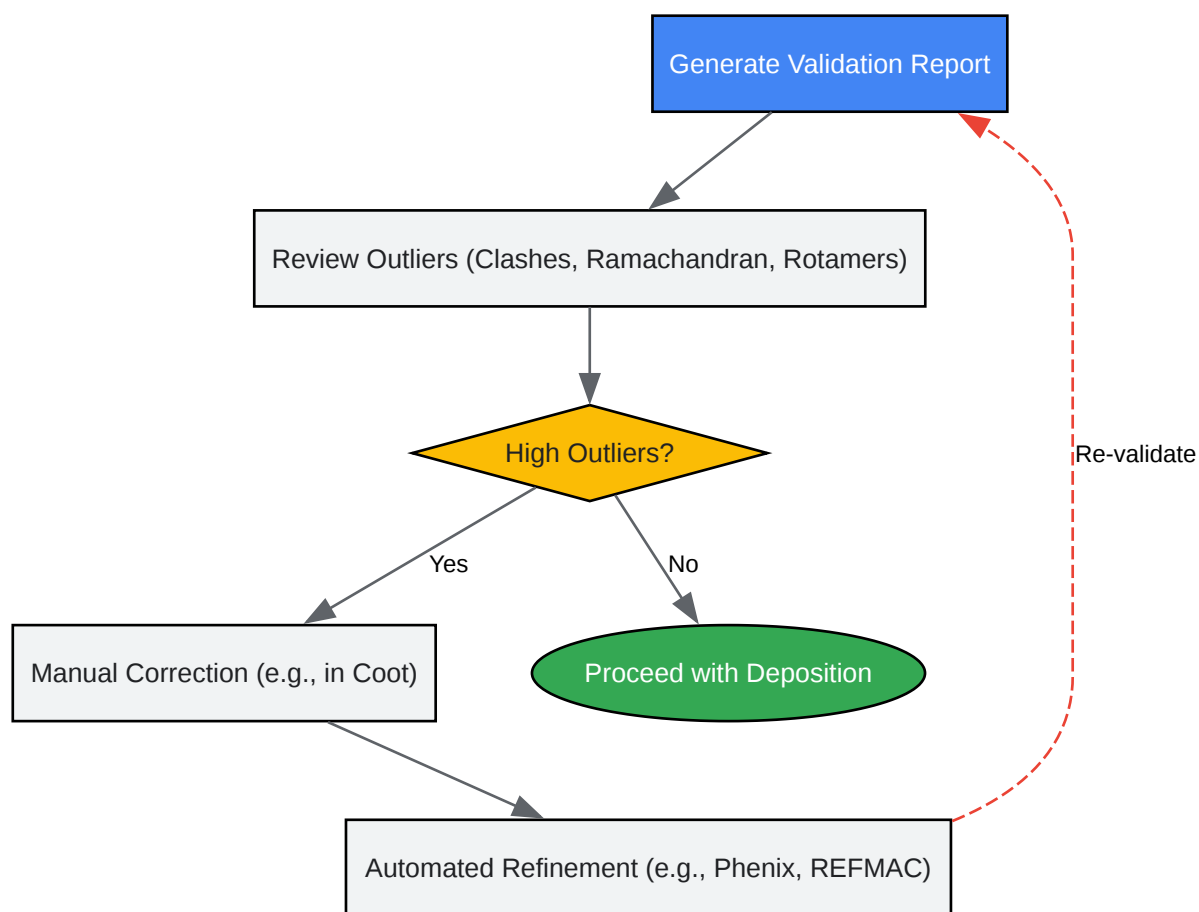 Generate Validation Report
Review Outliers (Clashes, Ramachandran, Rotamers)
High Outliers?
Re-validate
Yes
No
Manual Correction (e.g., in Coot)
Proceed with Deposition
Automated Refinement (e.g., Phenix, REFMAC)